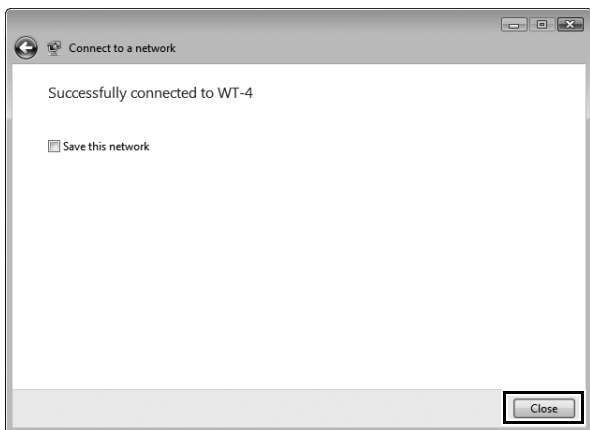 Connect to a network
Successfully connected to WT-4
Save this network
Close